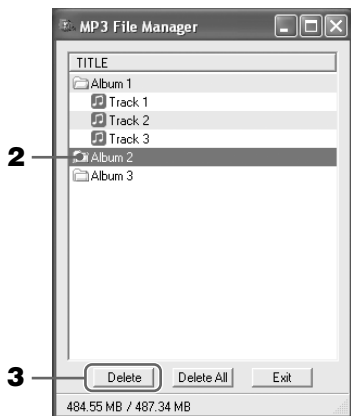 MP3 File Manager
TITLE
Album 1
Track 1
Track 2
Track 3
2 Album 2
Album 3
3 Delete Delete All Exit
484.55 MB / 487.34 MB